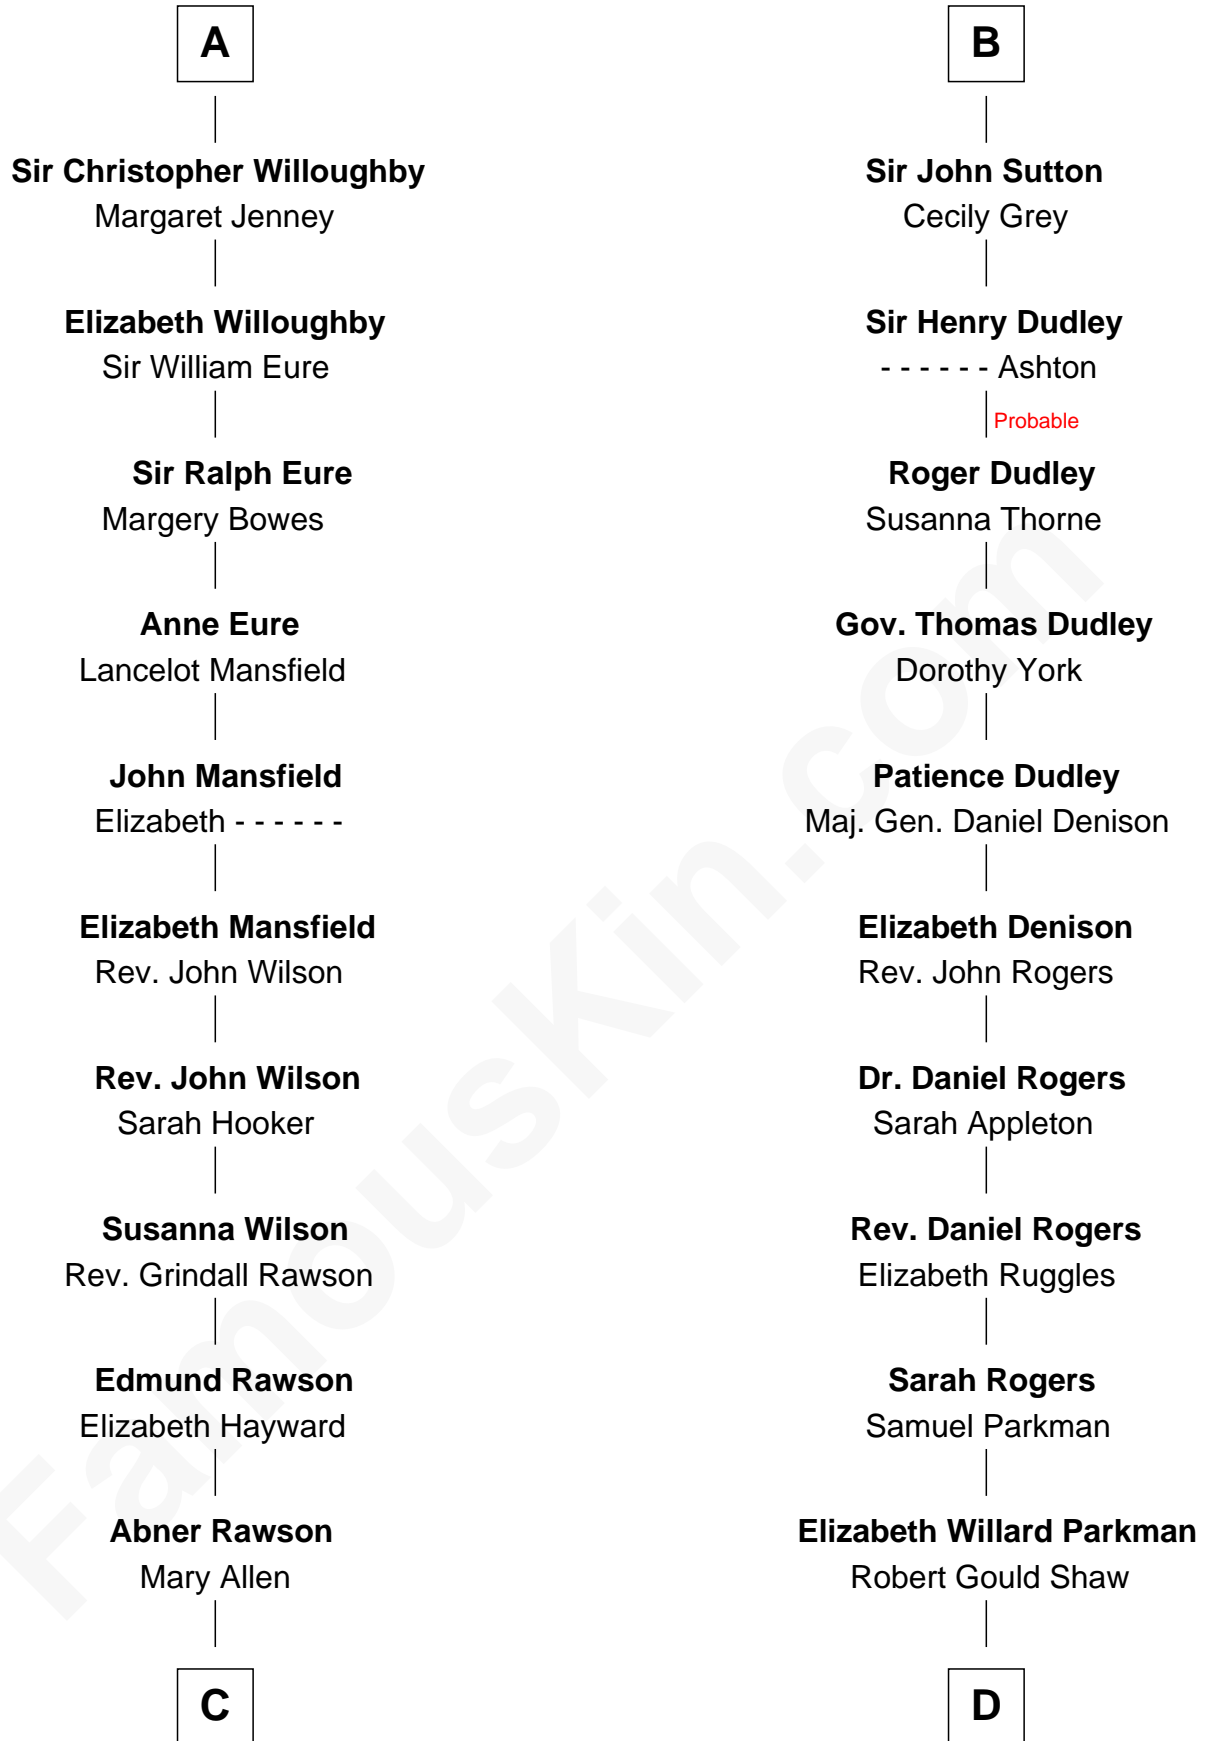 A
Sir Christopher Willoughby
Margaret Jenney
Elizabeth Willoughby
Sir William Eure
Sir Ralph Eure
Margery Bowes
Anne Eure
Lancelot Mansfield
John Mansfield
Elizabeth - - - - - -
Elizabeth Mansfield
Rev. John Wilson
Rev. John Wilson
Sarah Hooker
Susanna Wilson
Rev. Grindall Rawson
Edmund Rawson
Elizabeth Hayward
Abner Rawson
Mary Allen
C
B
Sir John Sutton
Cecily Grey
Sir Henry Dudley
- - - - - - Ashton
Probable
Roger Dudley
Susanna Thorne
Gov. Thomas Dudley
Dorothy York
Patience Dudley
Maj. Gen. Daniel Denison
Elizabeth Denison
Rev. John Rogers
Dr. Daniel Rogers
Sarah Appleton
Rev. Daniel Rogers
Elizabeth Ruggles
Sarah Rogers
Samuel Parkman
Elizabeth Willard Parkman
Robert Gould Shaw
D
FamousKin.com